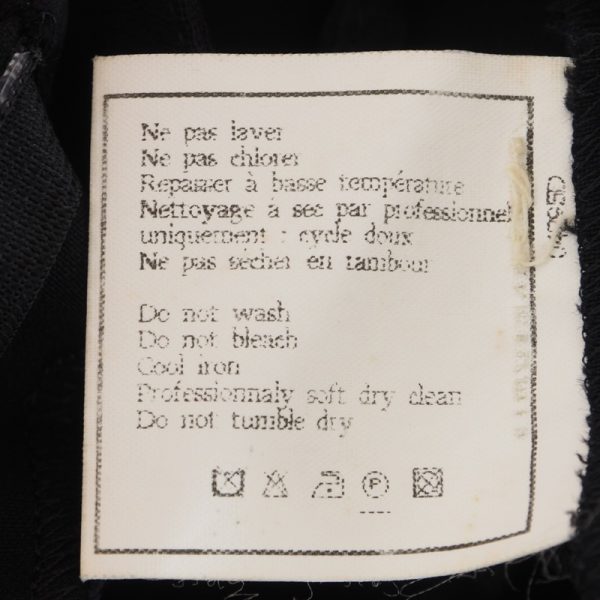 Ne pas laver
Ne pas chlorer
Repasser à basse température
Nettoyage à sec par professionnel
uniquement : cycle doux
Ne pas sécher en tambour
Do not wash
Do not bleach
Cool iron
Professionnaly soft dry clean
Do not tumble dry
P